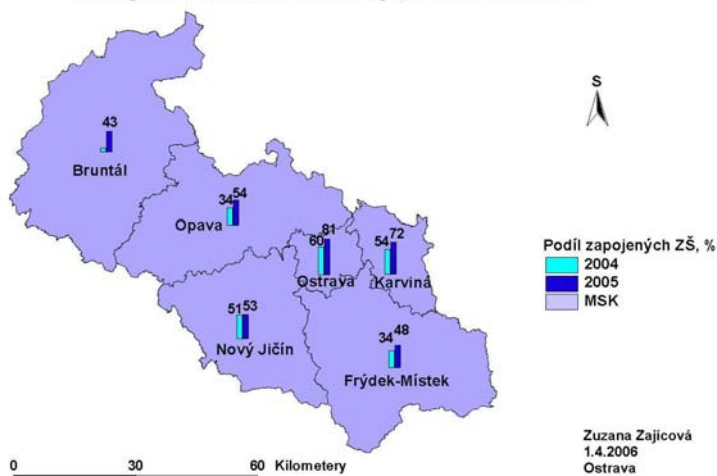 S
43
Bruntál
34 54
Opava
60 81
Ostrava
54 72
Karviná
51 53
Nový Jičín
34 48
Frýdek-Místek
Podíl zapojených ZŠ, %
2004
2005
MSK
0 30 60 Kilometery
Zuzana Zajícová
1.4.2006
Ostrava